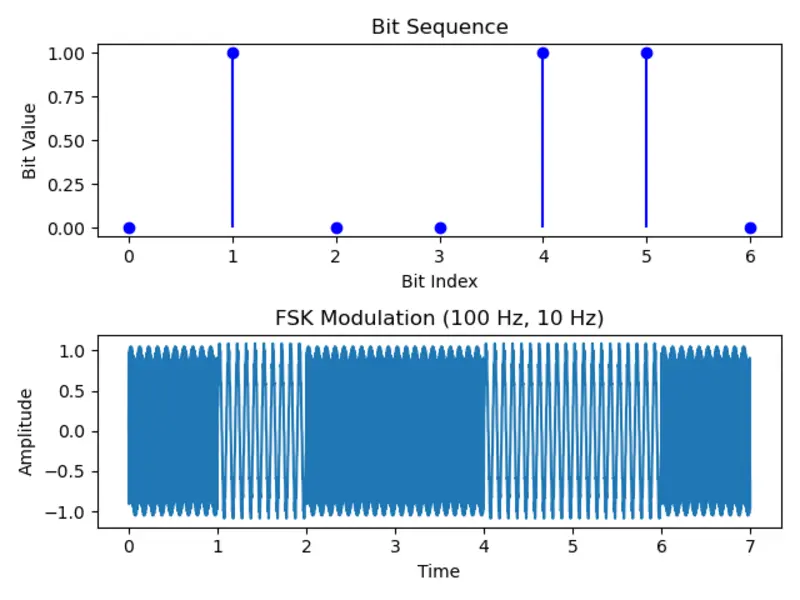 Bit Sequence
1.00
0.75
0.50
0.25
0.00
Bit Value
0 1 2 3 4 5 6
Bit Index
FSK Modulation (100 Hz, 10 Hz)
1.0
0.5
0.0
−0.5
−1.0
Amplitude
0 1 2 3 4 5 6 7
Time